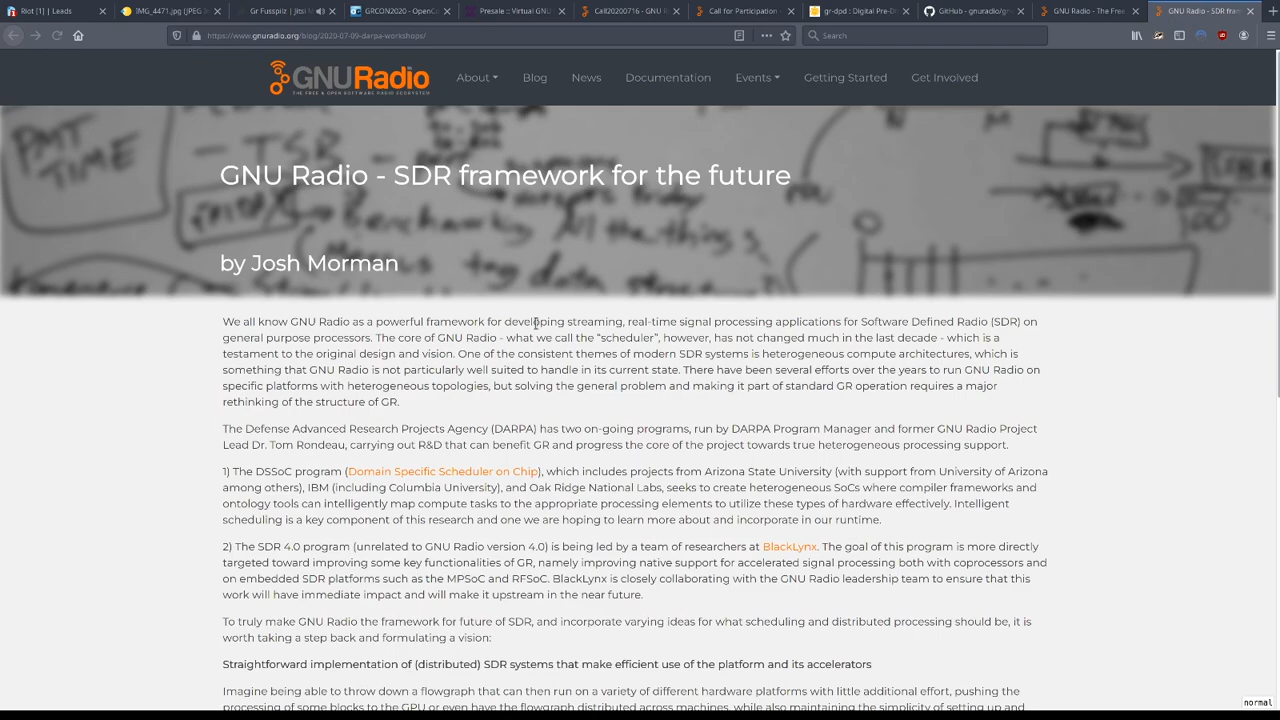 Riot [1] | Leads
IMG_4471.jpg (JPEG I
Gr Fusspilz | Jitsi M
GRCON2020 - OpenC
Presale :: Virtual GNU
Call20200716 - GNU R
Call for Participation
gr-dpd : Digital Pre-D
GitHub - gnuradio/gr
GNU Radio - The Free
GNU Radio - SDR fram
https://www.gnuradio.org/blog/2020-07-09-darpa-workshops/
Search
GNURadio
THE FREE & OPEN SOFTWARE RADIO ECOSYSTEM
About
Blog
News
Documentation
Events
Getting Started
Get Involved
PMT
TIME
- TSB
GNU Radio - SDR framework for the future
by Josh Morman
We all know GNU Radio as a powerful framework for developing streaming, real-time signal processing applications for Software Defined Radio (SDR) on
general purpose processors. The core of GNU Radio - what we call the “scheduler”, however, has not changed much in the last decade - which is a
testament to the original design and vision. One of the consistent themes of modern SDR systems is heterogeneous compute architectures, which is
something that GNU Radio is not particularly well suited to handle in its current state. There have been several efforts over the years to run GNU Radio on
specific platforms with heterogeneous topologies, but solving the general problem and making it part of standard GR operation requires a major
rethinking of the structure of GR.
The Defense Advanced Research Projects Agency (DARPA) has two on-going programs, run by DARPA Program Manager and former GNU Radio Project
Lead Dr. Tom Rondeau, carrying out R&D that can benefit GR and progress the core of the project towards true heterogeneous processing support.
1) The DSSoC program (Domain Specific Scheduler on Chip), which includes projects from Arizona State University (with support from University of Arizona
among others), IBM (including Columbia University), and Oak Ridge National Labs, seeks to create heterogeneous SoCs where compiler frameworks and
ontology tools can intelligently map compute tasks to the appropriate processing elements to utilize these types of hardware effectively. Intelligent
scheduling is a key component of this research and one we are hoping to learn more about and incorporate in our runtime.
2) The SDR 4.0 program (unrelated to GNU Radio version 4.0) is being led by a team of researchers at BlackLynx. The goal of this program is more directly
targeted toward improving some key functionalities of GR, namely improving native support for accelerated signal processing both with coprocessors and
on embedded SDR platforms such as the MPSoC and RFSoC. BlackLynx is closely collaborating with the GNU Radio leadership team to ensure that this
work will have immediate impact and will make it upstream in the near future.
To truly make GNU Radio the framework for future of SDR, and incorporate varying ideas for what scheduling and distributed processing should be, it is
worth taking a step back and formulating a vision:
Straightforward implementation of (distributed) SDR systems that make efficient use of the platform and its accelerators
Imagine being able to throw down a flowgraph that can then run on a variety of different hardware platforms with little additional effort, pushing the
processing of some blocks to the GPU or even have the flowgraph distributed across machines, while also maintaining the simplicity of setting up and
normal